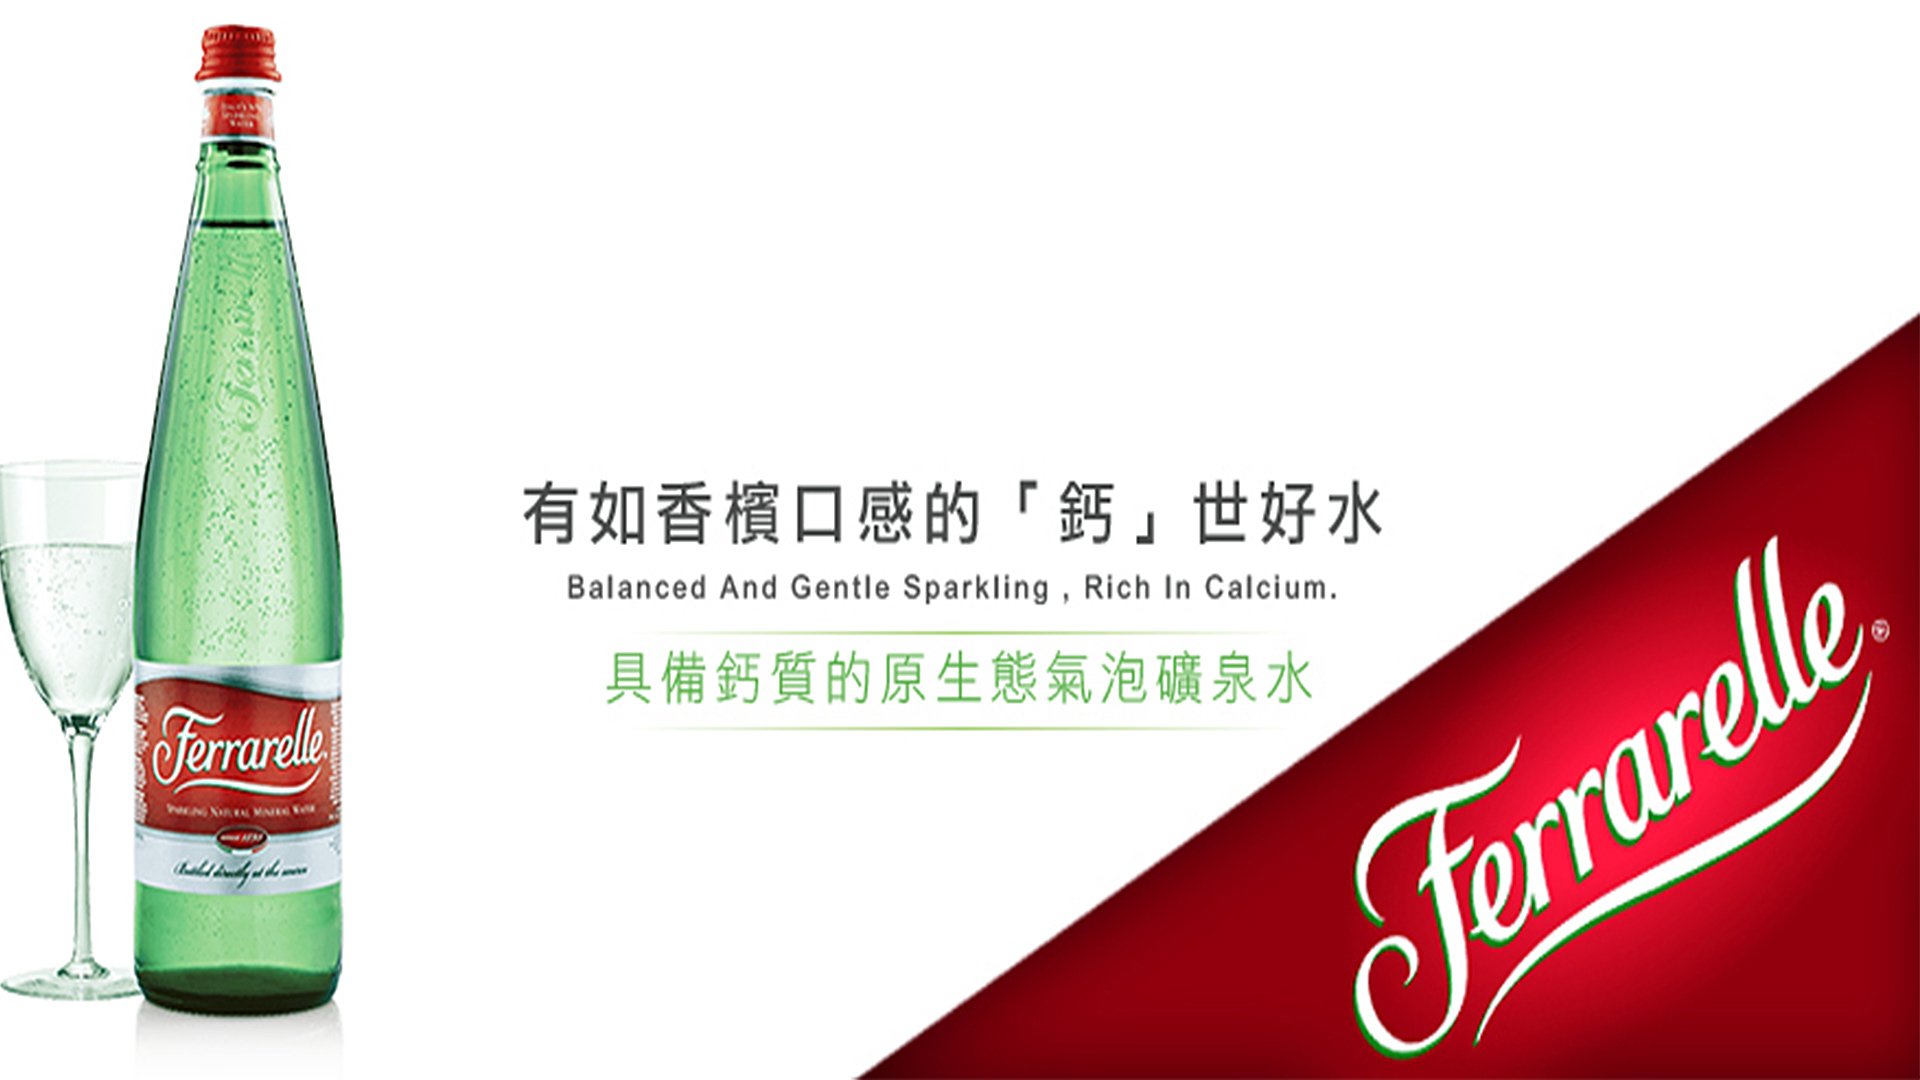 有如香檳口感的「鈣」世好水
Balanced And Gentle Sparkling , Rich In Calcium.
具備鈣質的原生態氣泡礦泉水
Ferrarelle
SPARKLING NATURAL MINERAL WATER
Bottled directly at the source
Ferrarelle